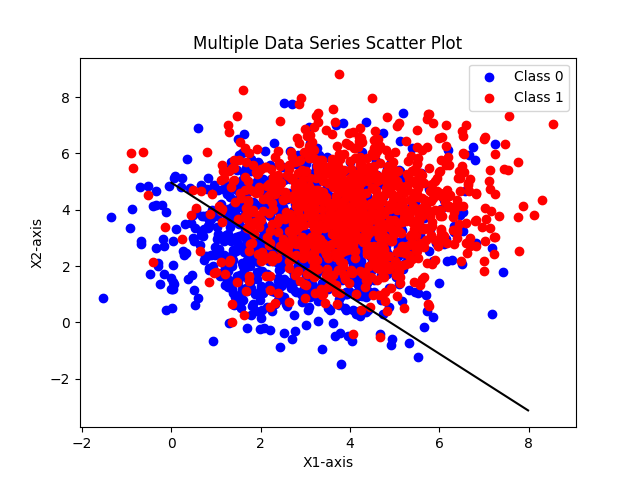 Multiple Data Series Scatter Plot
Class 0
Class 1
8
6
4
2
0
−2
X2-axis
−2 0 2 4 6 8
X1-axis